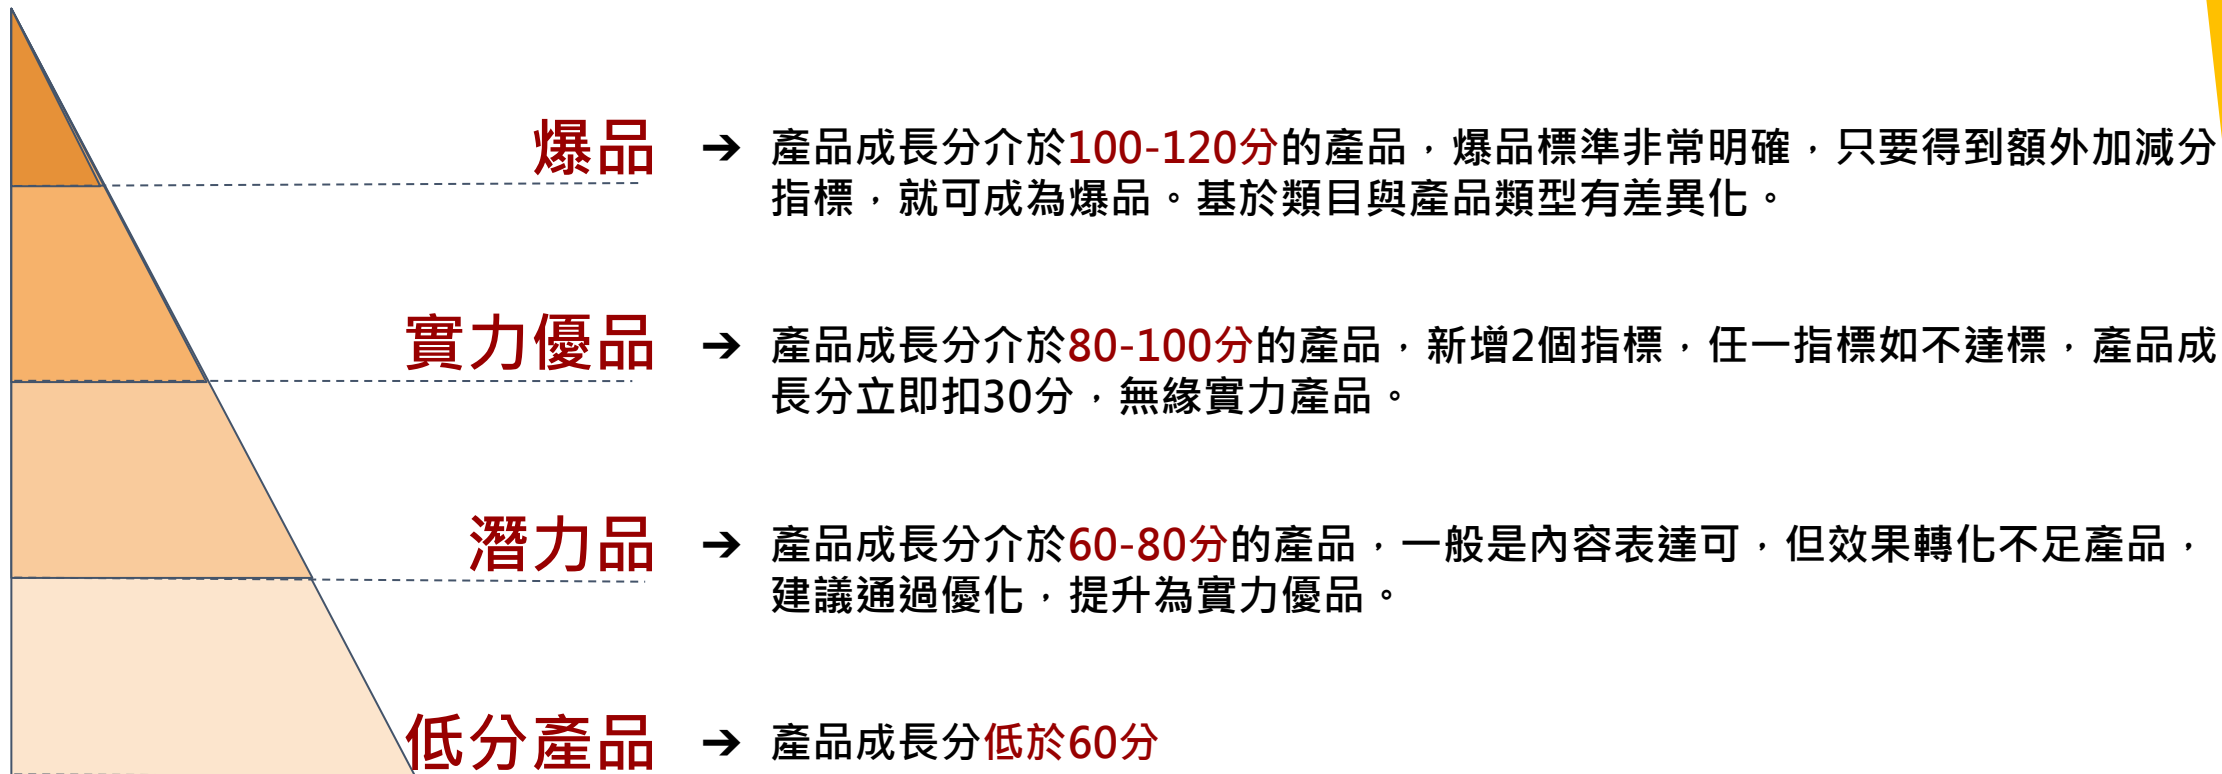 爆品 ➔ 產品成長分介於100-120分的產品，爆品標準非常明確，只要得到額外加減分
指標，就可成為爆品。基於類目與產品類型有差異化。
實力優品 ➔ 產品成長分介於80-100分的產品，新增2個指標，任一指標如不達標，產品成
長分立即扣30分，無緣實力產品。
潛力品 ➔ 產品成長分介於60-80分的產品，一般是內容表達可，但效果轉化不足產品，
建議通過優化，提升為實力優品。
低分產品 ➔ 產品成長分低於60分